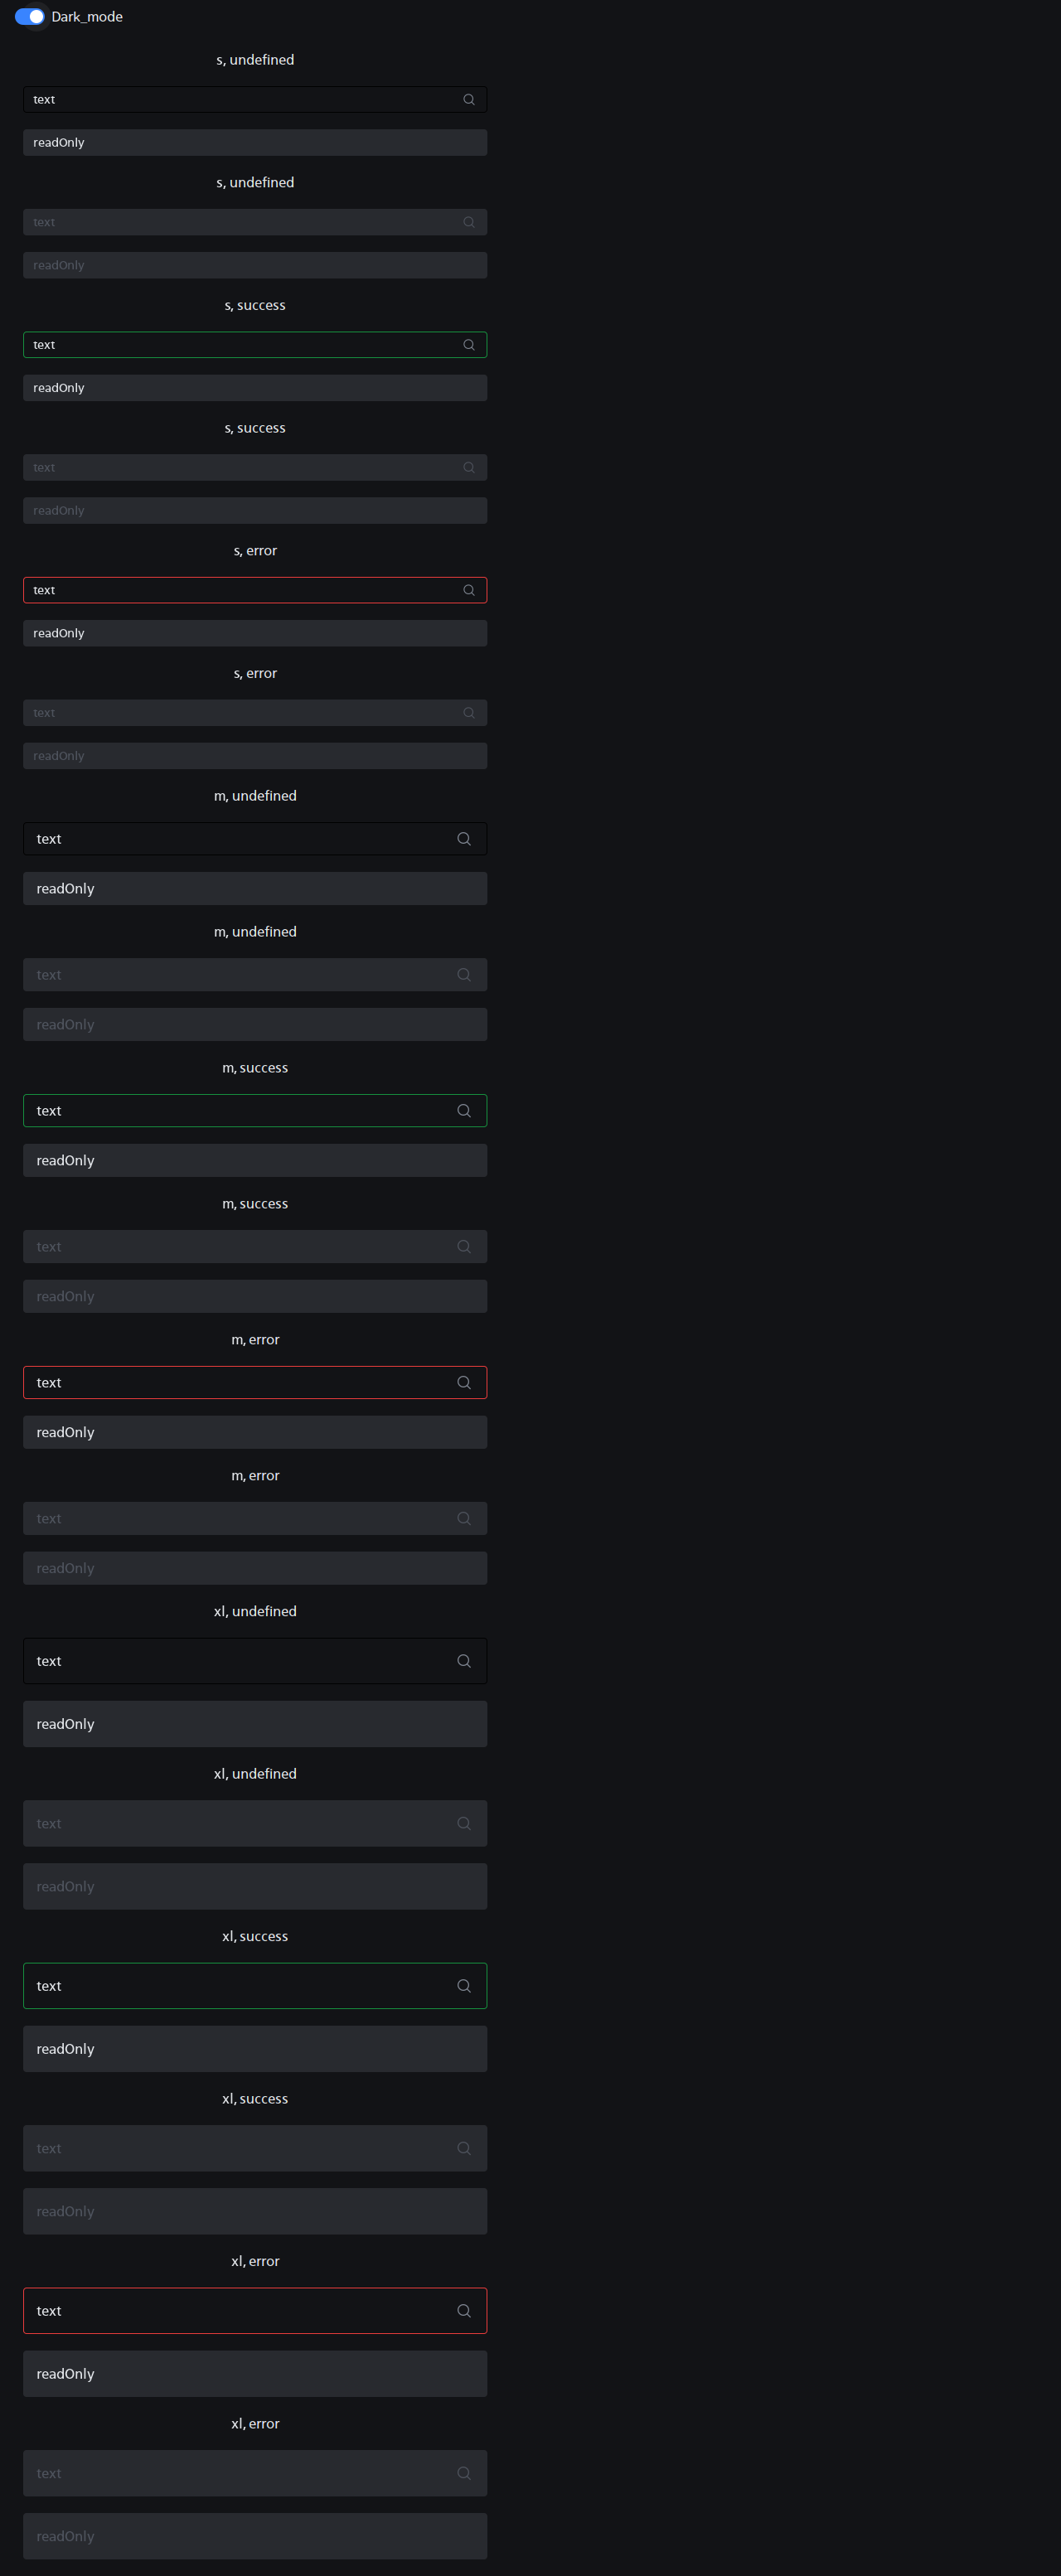 Dark_mode
s, undefined
text
readOnly
s, undefined
text
readOnly
s, success
text
readOnly
s, success
text
readOnly
s, error
text
readOnly
s, error
text
readOnly
m, undefined
text
readOnly
m, undefined
text
readOnly
m, success
text
readOnly
m, success
text
readOnly
m, error
text
readOnly
m, error
text
readOnly
xl, undefined
text
readOnly
xl, undefined
text
readOnly
xl, success
text
readOnly
xl, success
text
readOnly
xl, error
text
readOnly
xl, error
text
readOnly